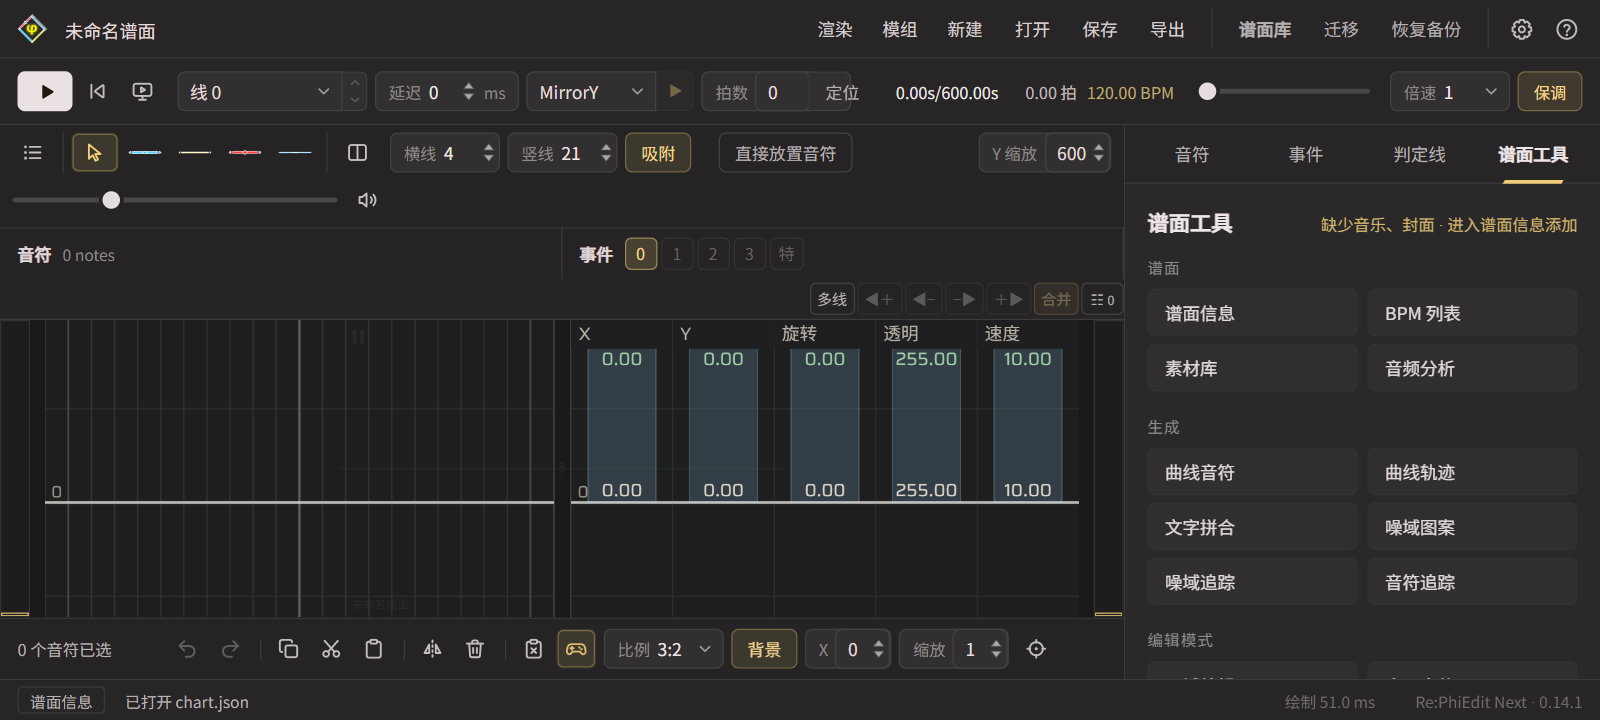 未命名谱面
渲染 模组 新建 打开 保存 导出 谱面库 迁移 恢复备份
线 0 延迟 0 ms MirrorY 拍数 0 定位 0.00s/600.00s 0.00 拍 120.00 BPM 倍速 1 保调
横线 4 竖线 21 吸附 直接放置音符 Y 缩放 600
音符 事件 判定线 谱面工具
音符 0 notes 事件 0 1 2 3 特
多线 合并 0
X Y 旋转 透明 速度
0.00 0.00 0.00 255.00 10.00
0 0 0.00 0.00 0.00 255.00 10.00
未命名谱面
谱面工具 缺少音乐、封面 · 进入谱面信息添加
谱面
谱面信息 BPM 列表
素材库 音频分析
生成
曲线音符 曲线轨迹
文字拼合 噪域图案
噪域追踪 音符追踪
编辑模式
0 个音符已选 比例 3:2 背景 X 0 缩放 1
谱面信息 已打开 chart.json 绘制 51.0 ms Re:PhiEdit Next · 0.14.1